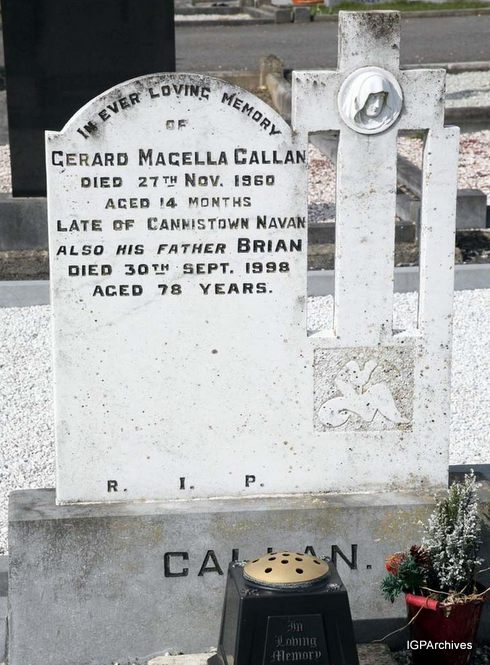 IN EVER LOVING MEMORY
OF
GERARD MAGELLA CALLAN
DIED 27TH NOV. 1960
AGED 14 MONTHS
LATE OF CANNISTOWN NAVAN
ALSO HIS FATHER BRIAN
DIED 30TH SEPT. 1998
AGED 78 YEARS.
R. I. P.
CALLAN.
In
Loving
Memory
IGPArchives